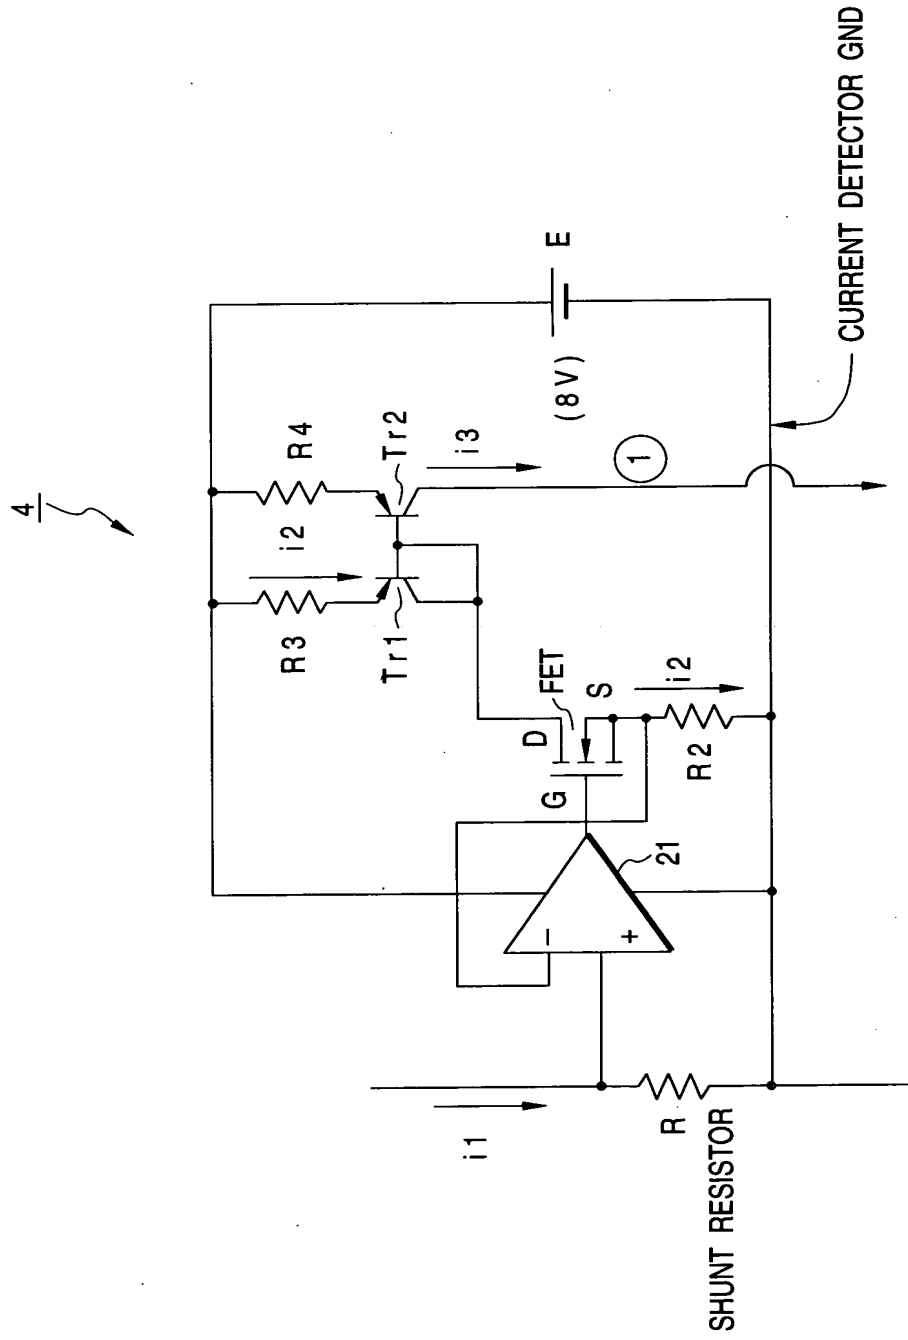 4
R3
i2
R4
Tr1
Tr2
i3
1
(8V)
E
D
FET
G
S
i2
R2
21
−
+
i1
R
SHUNT RESISTOR
CURRENT DETECTOR GND